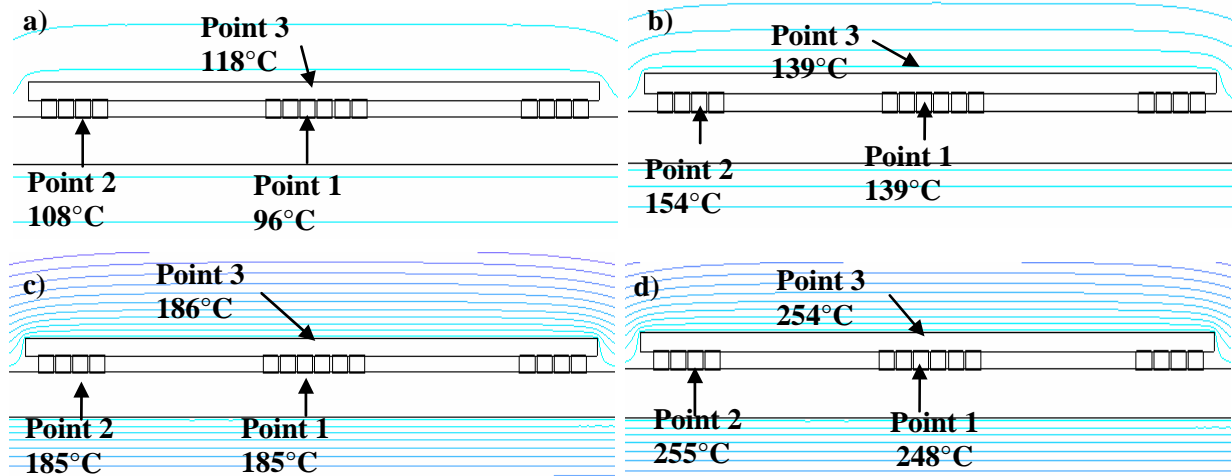 a)
Point 3
118°C
Point 2
108°C
Point 1
96°C
b)
Point 3
139°C
Point 2
154°C
Point 1
139°C
c)
Point 3
186°C
Point 2
185°C
Point 1
185°C
d)
Point 3
254°C
Point 2
255°C
Point 1
248°C